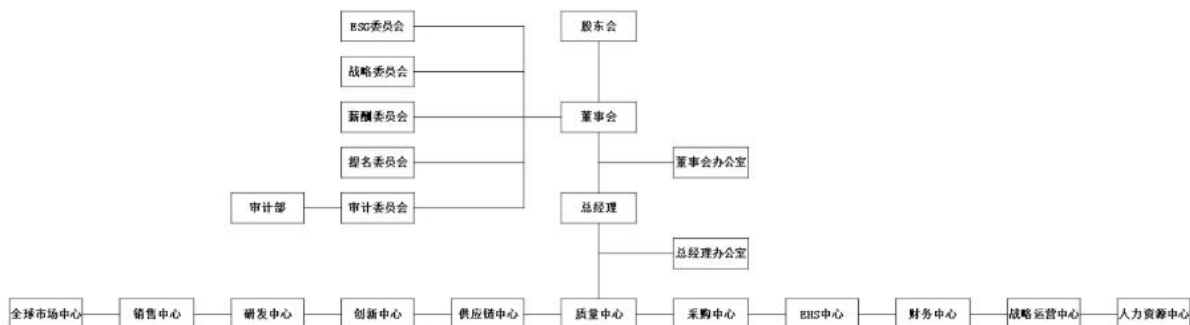 ESG委员会
股东会
战略委员会
薪酬委员会
董事会
提名委员会
董事会办公室
审计部
审计委员会
总经理
总经理办公室
全球市场中心
销售中心
研发中心
创新中心
供应链中心
质量中心
采购中心
EHS中心
财务中心
战略运营中心
人力资源中心